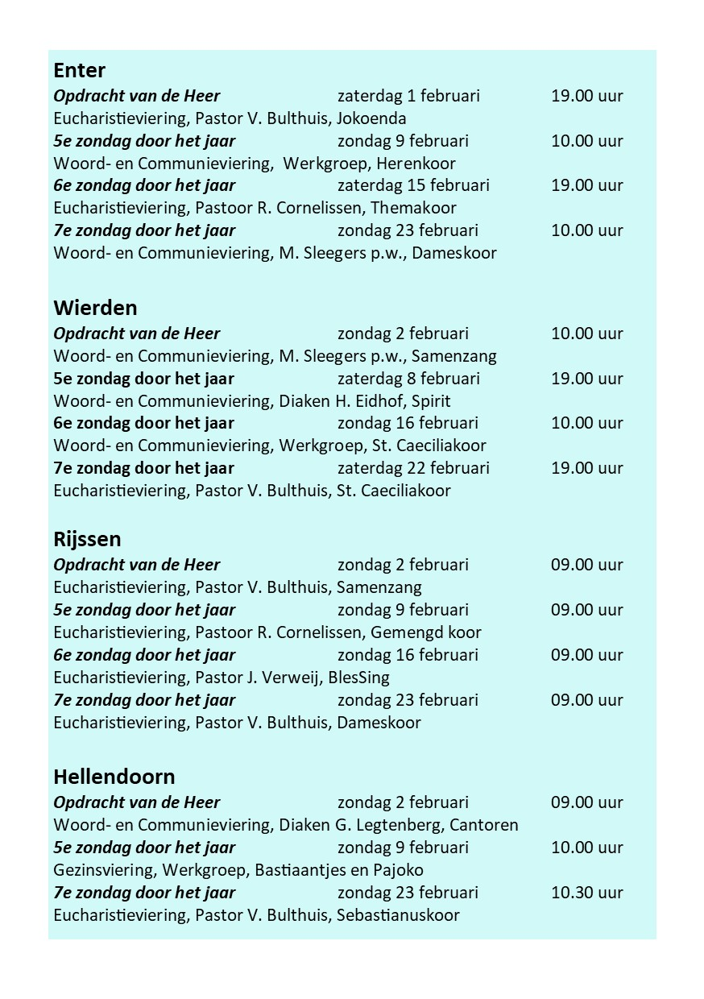 Enter
Opdracht van de Heer zaterdag 1 februari 19.00 uur
Eucharistieviering, Pastor V. Bulthuis, Jokoenda
5e zondag door het jaar zondag 9 februari 10.00 uur
Woord- en Communieviering, Werkgroep, Herenkoor
6e zondag door het jaar zaterdag 15 februari 19.00 uur
Eucharistieviering, Pastoor R. Cornelissen, Themakoor
7e zondag door het jaar zondag 23 februari 10.00 uur
Woord- en Communieviering, M. Sleegers p.w., Dameskoor
Wierden
Opdracht van de Heer zondag 2 februari 10.00 uur
Woord- en Communieviering, M. Sleegers p.w., Samenzang
5e zondag door het jaar zaterdag 8 februari 19.00 uur
Woord- en Communieviering, Diaken H. Eidhof, Spirit
6e zondag door het jaar zondag 16 februari 10.00 uur
Woord- en Communieviering, Werkgroep, St. Caeciliakoor
7e zondag door het jaar zaterdag 22 februari 19.00 uur
Eucharistieviering, Pastor V. Bulthuis, St. Caeciliakoor
Rijssen
Opdracht van de Heer zondag 2 februari 09.00 uur
Eucharistieviering, Pastor V. Bulthuis, Samenzang
5e zondag door het jaar zondag 9 februari 09.00 uur
Eucharistieviering, Pastoor R. Cornelissen, Gemengd koor
6e zondag door het jaar zondag 16 februari 09.00 uur
Eucharistieviering, Pastor J. Verweij, BlesSing
7e zondag door het jaar zondag 23 februari 09.00 uur
Eucharistieviering, Pastor V. Bulthuis, Dameskoor
Hellendoorn
Opdracht van de Heer zondag 2 februari 09.00 uur
Woord- en Communieviering, Diaken G. Legtenberg, Cantoren
5e zondag door het jaar zondag 9 februari 10.00 uur
Gezinsviering, Werkgroep, Bastiaantjes en Pajoko
7e zondag door het jaar zondag 23 februari 10.30 uur
Eucharistieviering, Pastor V. Bulthuis, Sebastianuskoor